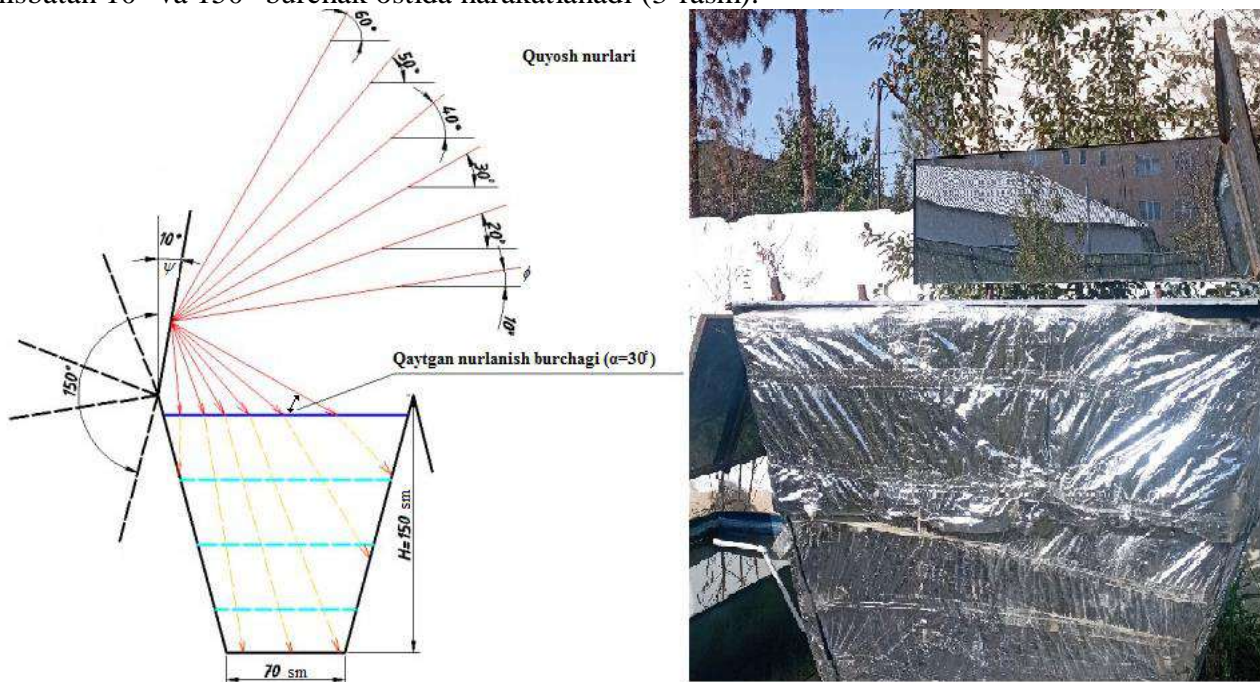 nisbatan 10° va 150° burchak ostida harakatlanadi (3-rasm).
60°
Quyosh nurlari
50°
40°
30°
20°
10°
ψ
ϕ
10°
150°
Qaytgan nurlanish burchagi (α=30°)
H=150 sm
70 sm